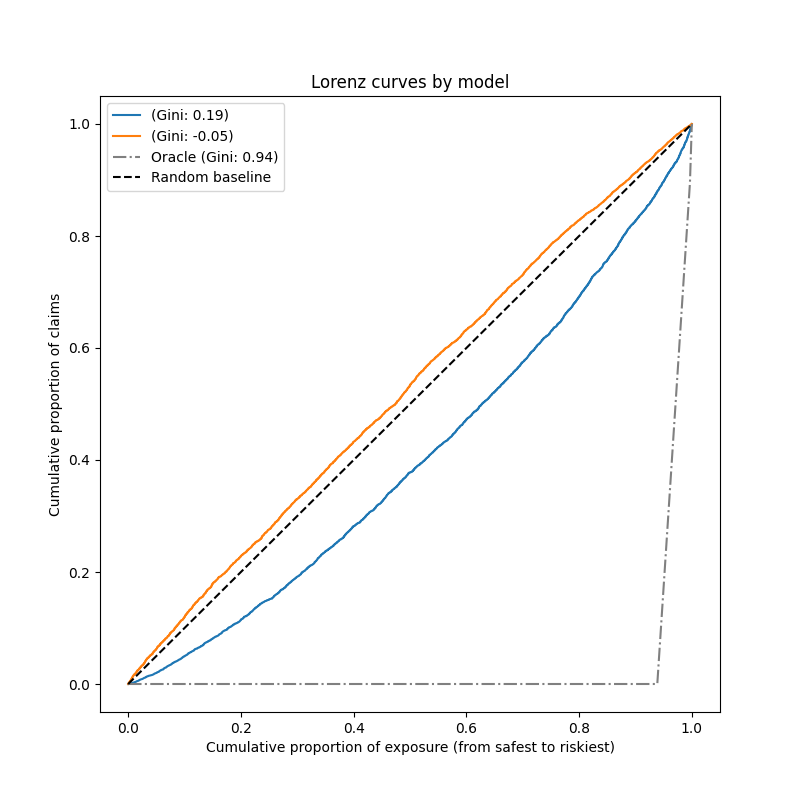 Lorenz curves by model
(Gini: 0.19)
(Gini: -0.05)
Oracle (Gini: 0.94)
Random baseline
Cumulative proportion of claims
1.0
0.8
0.6
0.4
0.2
0.0
0.0 0.2 0.4 0.6 0.8 1.0
Cumulative proportion of exposure (from safest to riskiest)